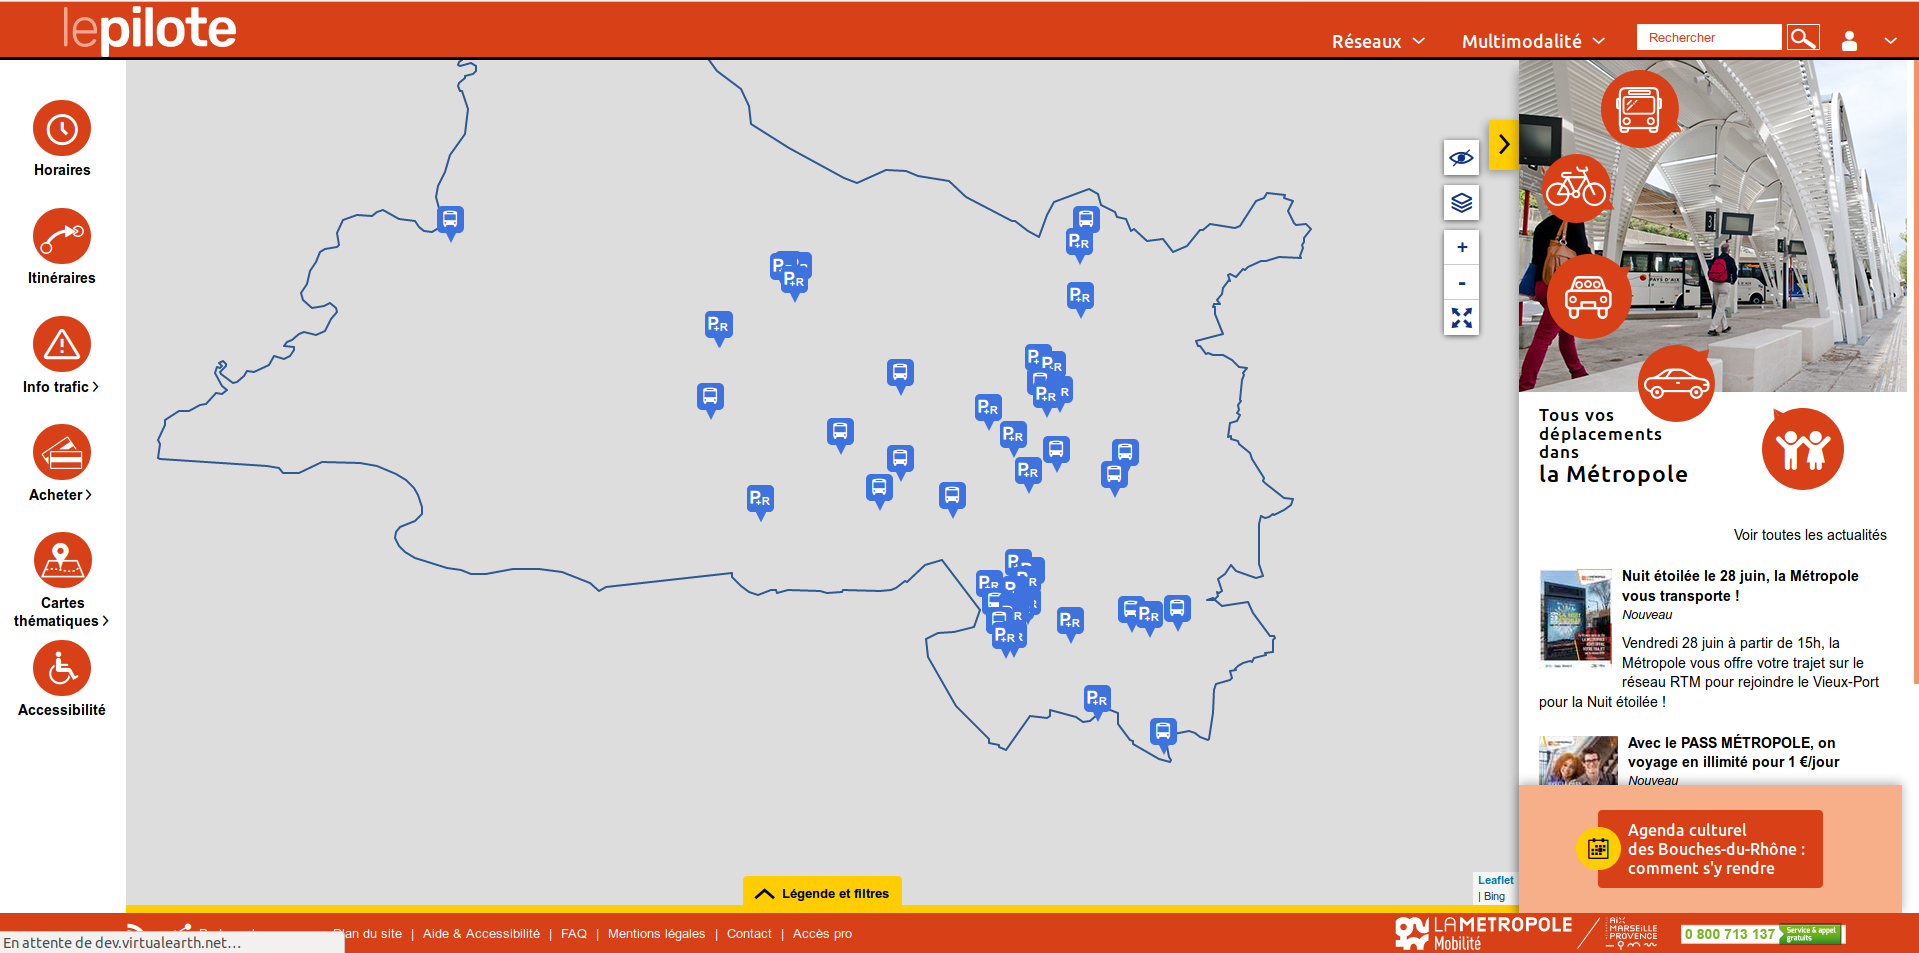 lepilote
Réseaux
Multimodalité
Rechercher
Horaires
Itinéraires
Info trafic
Acheter
Cartes
thématiques
Accessibilité
+
-
P+R
P+R
P+R
P+R
P+R
P+R
P+R
P+R
P+R
P+R
P+R
P+R
P+R
P+R
Tous vos
déplacements
dans
la Métropole
Voir toutes les actualités
Nuit étoilée le 28 juin, la Métropole
vous transporte !
Nouveau
Vendredi 28 juin à partir de 15h, la
Métropole vous offre votre trajet sur le
réseau RTM pour rejoindre le Vieux-Port
pour la Nuit étoilée !
Avec le PASS MÉTROPOLE, on
voyage en illimité pour 1 €/jour
Nouveau
Agenda culturel
des Bouches-du-Rhône :
comment s'y rendre
Légende et filtres
Leaflet
| Bing
En attente de dev.virtualearth.net...
Plan du site | Aide & Accessibilité | FAQ | Mentions légales | Contact | Accès pro
LAMETROPOLE
Mobilité
AIX
MARSEILLE
PROVENCE
0 800 713 137
Service & appel
gratuits